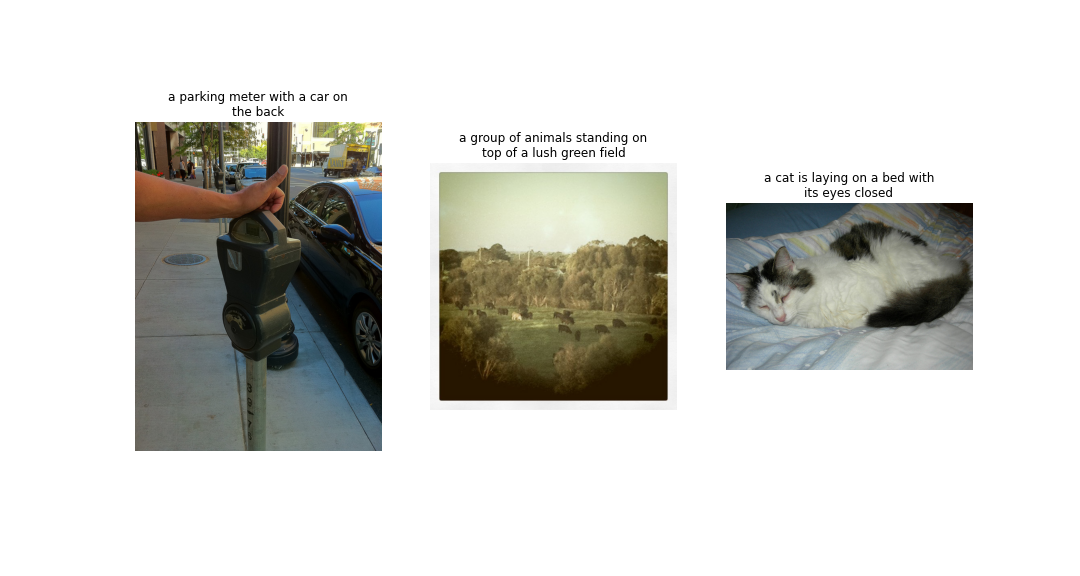 a parking meter with a car on
the back
a group of animals standing on
top of a lush green field
a cat is laying on a bed with
its eyes closed